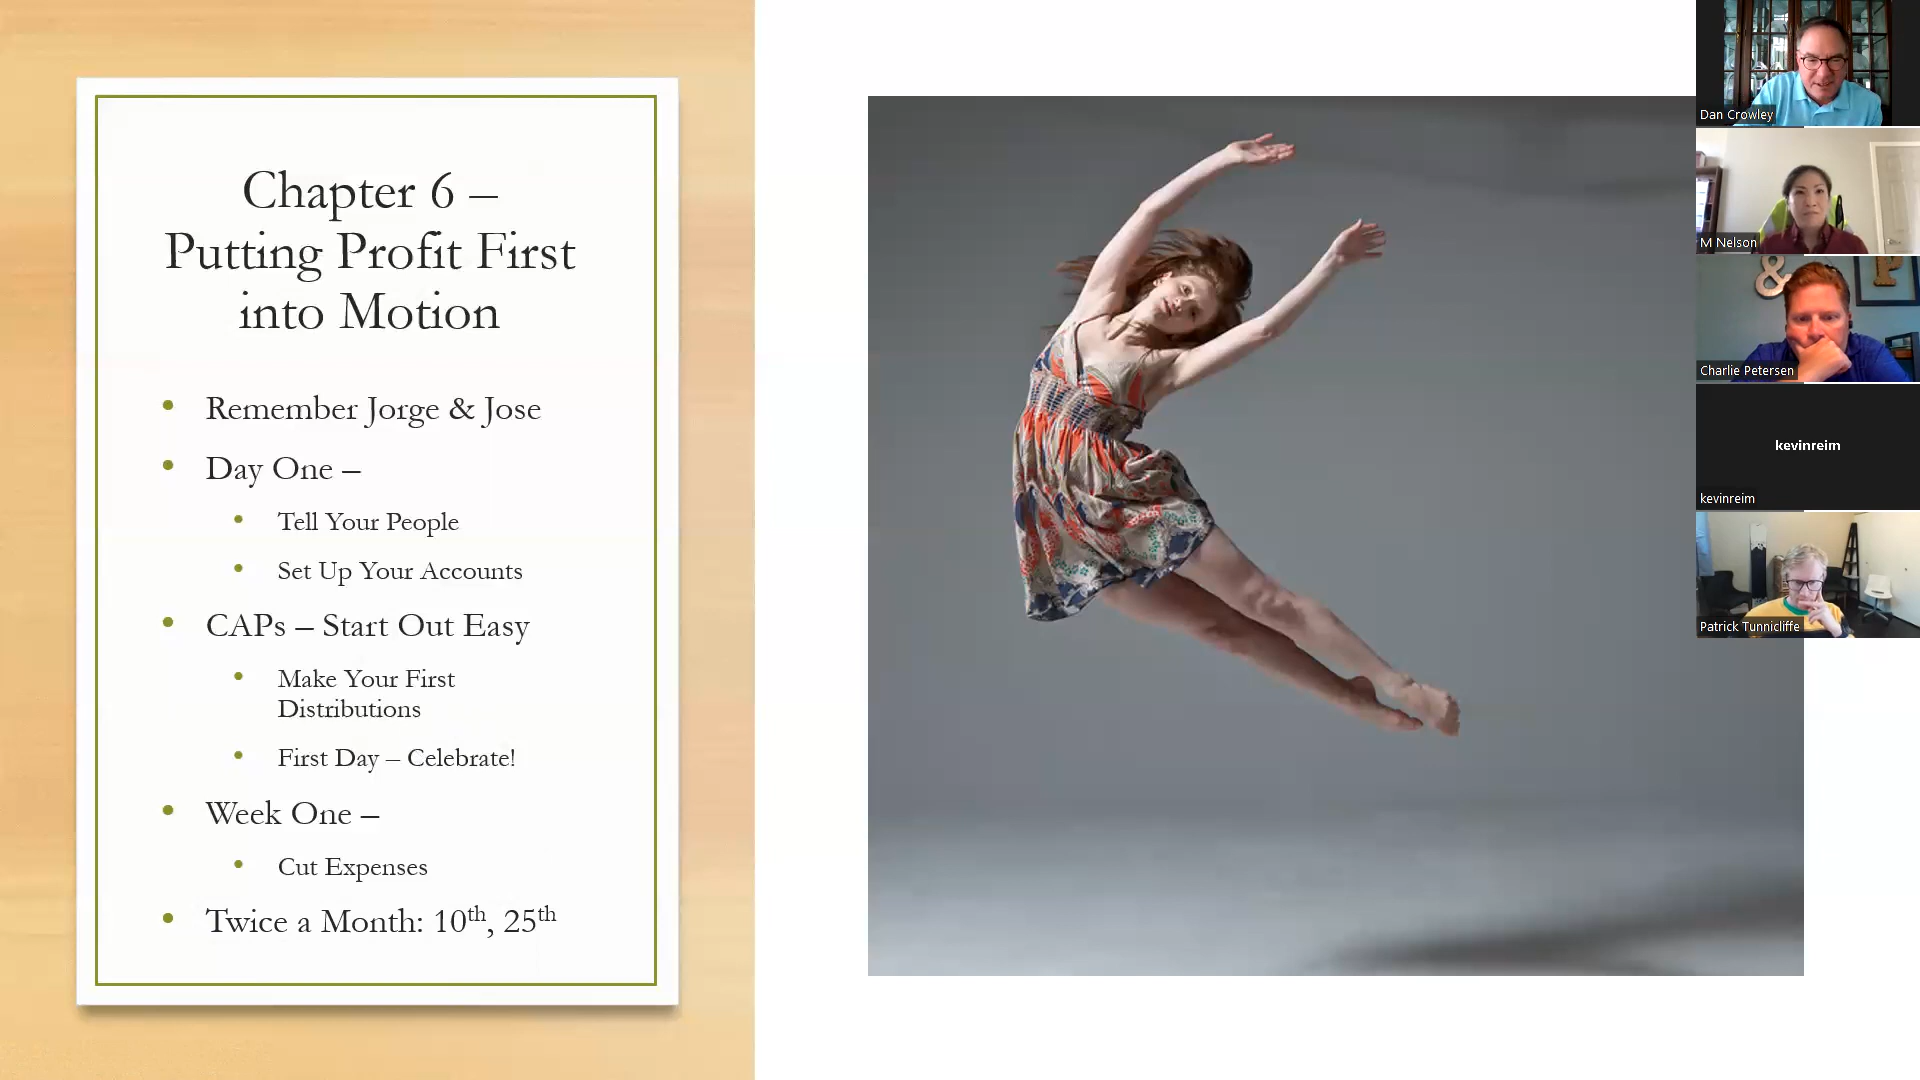 Chapter 6 –
Putting Profit First
into Motion
• Remember Jorge & Jose
• Day One –
• Tell Your People
• Set Up Your Accounts
• CAPs – Start Out Easy
• Make Your First
Distributions
• First Day – Celebrate!
• Week One –
• Cut Expenses
• Twice a Month: 10th, 25th
Dan Crowley
M Nelson
& P
Charlie Petersen
kevinreim
kevinreim
Patrick Tunnicliffe